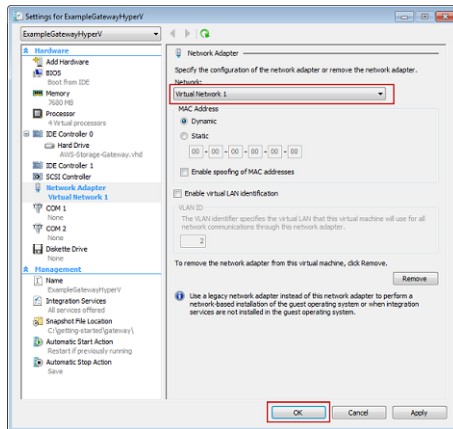 Settings for ExampleGatewayHyperV
ExampleGatewayHyperV
Hardware
Add Hardware
BIOS
Boot from IDE
Memory
7680 MB
Processor
4 Virtual processors
IDE Controller 0
Hard Drive
AWS-Storage-Gateway.vhd
IDE Controller 1
SCSI Controller
Network Adapter
Virtual Network 1
COM 1
None
COM 2
None
Diskette Drive
None
Management
Name
ExampleGatewayHyperV
Integration Services
All services offered
Snapshot File Location
C:\getting-started\gateway\
Automatic Start Action
Restart if previously running
Automatic Stop Action
Save
Network Adapter
Specify the configuration of the network adapter or remove the network adapter.
Network:
Virtual Network 1
MAC Address
Dynamic
Static
00 - 00 - 00 - 00 - 00 - 00
Enable spoofing of MAC addresses
Enable virtual LAN identification
VLAN ID
The VLAN identifier specifies the virtual LAN that this virtual machine will use for all
network communications through this network adapter.
2
To remove the network adapter from this virtual machine, click Remove.
Remove
Use a legacy network adapter instead of this network adapter to perform a
network-based installation of the guest operating system or when integration
services are not installed in the guest operating system.
OK Cancel Apply